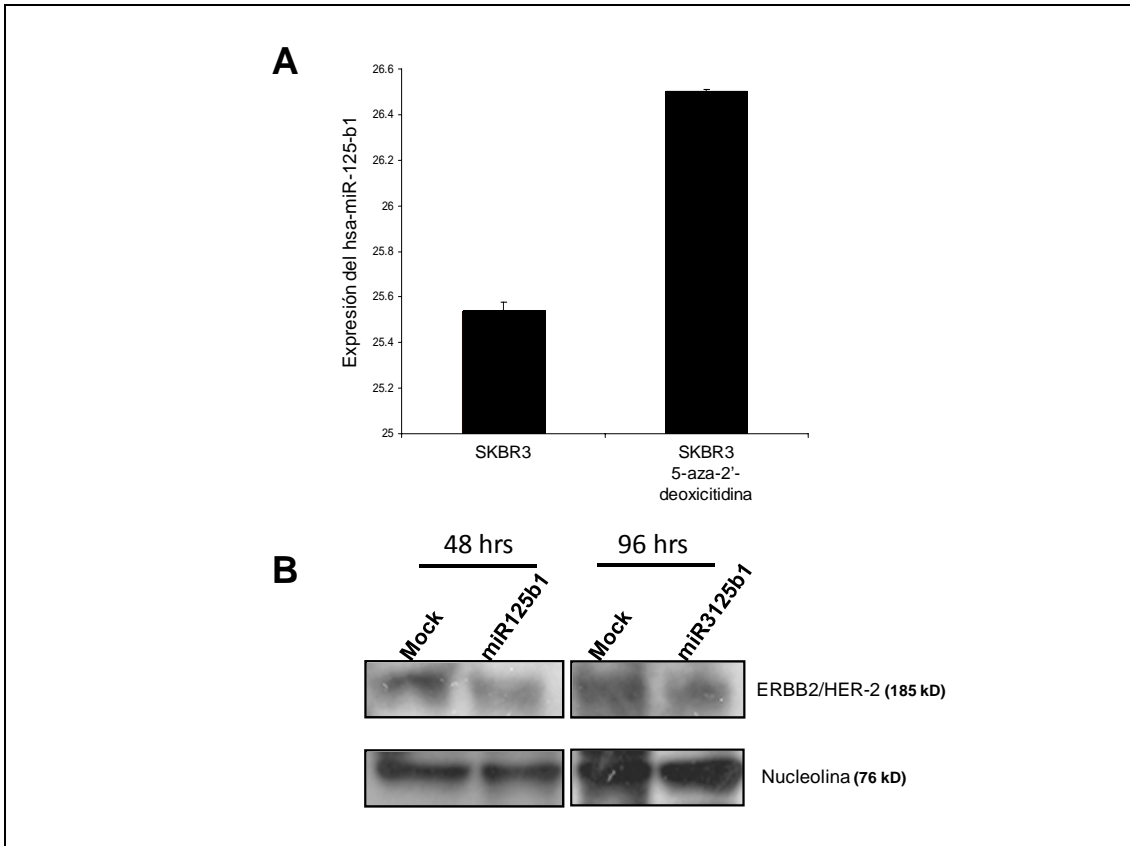 A
Expresión del hsa-miR-125-b1
26.6
26.4
26.2
26
25.8
25.6
25.4
25.2
25
SKBR3
SKBR3
5-aza-2’-
deoxicitidina
B
48 hrs
96 hrs
Mock
miR125b1
Mock
miR3125b1
ERBB2/HER-2 (185 kD)
Nucleolina (76 kD)